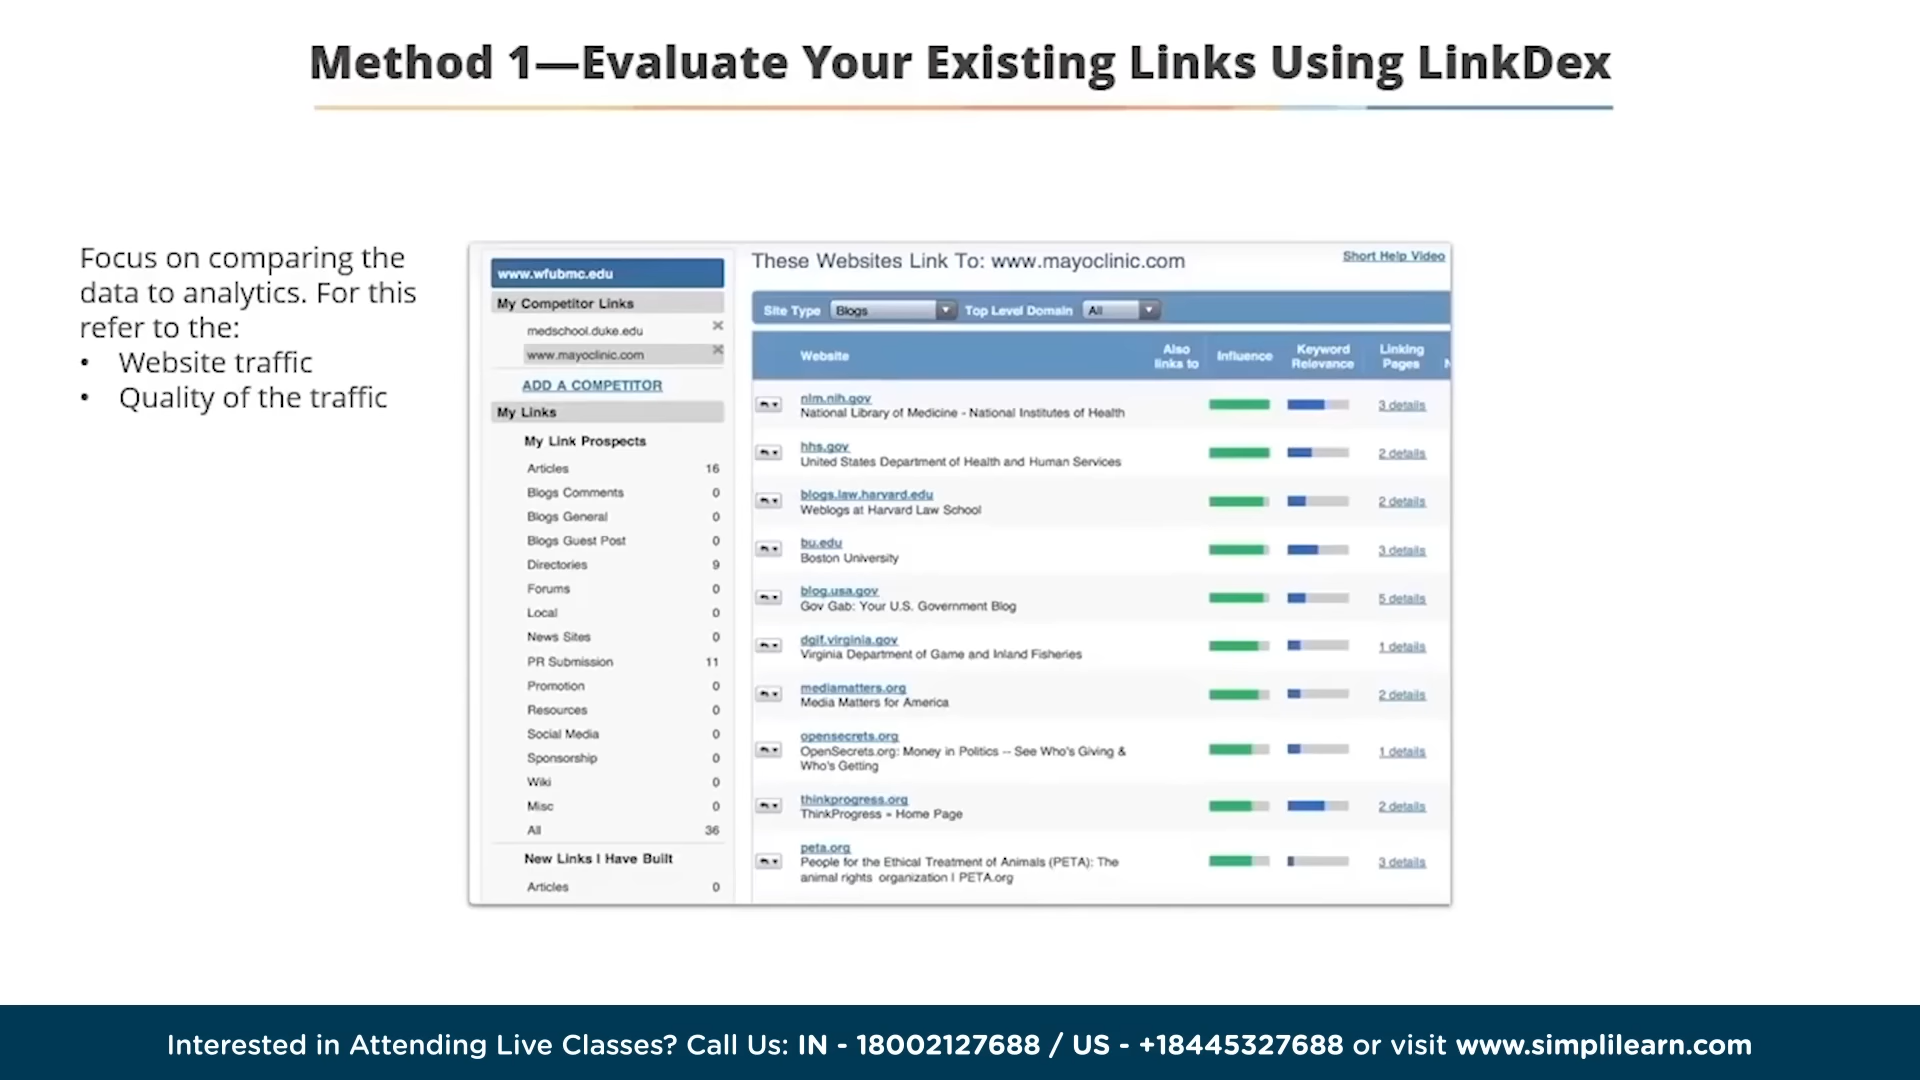 Method 1—Evaluate Your Existing Links Using LinkDex
Focus on comparing the
data to analytics. For this
refer to the:
• Website traffic
• Quality of the traffic
www.wfubmc.edu
My Competitor Links
medschool.duke.edu
www.mayoclinic.com
ADD A COMPETITOR
My Links
My Link Prospects
Articles 16
Blogs Comments 0
Blogs General 0
Blogs Guest Post 0
Directories 9
Forums 0
Local 0
News Sites 0
PR Submission 11
Promotion 0
Resources 0
Social Media 0
Sponsorship 0
Wiki 0
Misc 0
All 36
New Links I Have Built
Articles 0
These Websites Link To: www.mayoclinic.com
Short Help Video
Site Type Blogs Top Level Domain All
Website Also links to Influence Keyword Relevance Linking Pages N
nlm.nih.gov
National Library of Medicine - National Institutes of Health
3 details
hhs.gov
United States Department of Health and Human Services
2 details
blogs.law.harvard.edu
Weblogs at Harvard Law School
2 details
bu.edu
Boston University
3 details
blog.usa.gov
Gov Gab: Your U.S. Government Blog
5 details
dgif.virginia.gov
Virginia Department of Game and Inland Fisheries
1 details
mediamatters.org
Media Matters for America
2 details
opensecrets.org
OpenSecrets.org: Money in Politics -- See Who's Giving &
Who's Getting
1 details
thinkprogress.org
ThinkProgress » Home Page
2 details
peta.org
People for the Ethical Treatment of Animals (PETA): The
animal rights organization | PETA.org
3 details
Interested in Attending Live Classes? Call Us: IN - 18002127688 / US - +18445327688 or visit www.simplilearn.com